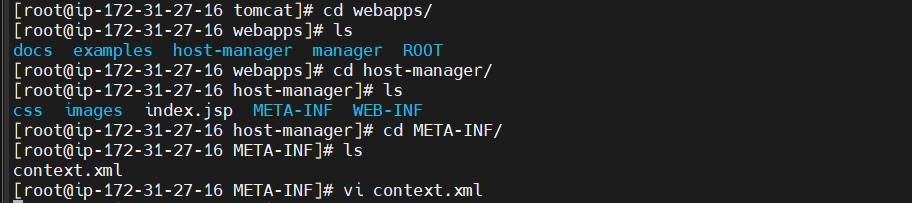 [root@ip-172-31-27-16 tomcat]# cd webapps/
[root@ip-172-31-27-16 webapps]# ls
docs  examples  host-manager  manager  ROOT
[root@ip-172-31-27-16 webapps]# cd host-manager/
[root@ip-172-31-27-16 host-manager]# ls
css  images  index.jsp  META-INF  WEB-INF
[root@ip-172-31-27-16 host-manager]# cd META-INF/
[root@ip-172-31-27-16 META-INF]# ls
context.xml
[root@ip-172-31-27-16 META-INF]# vi context.xml